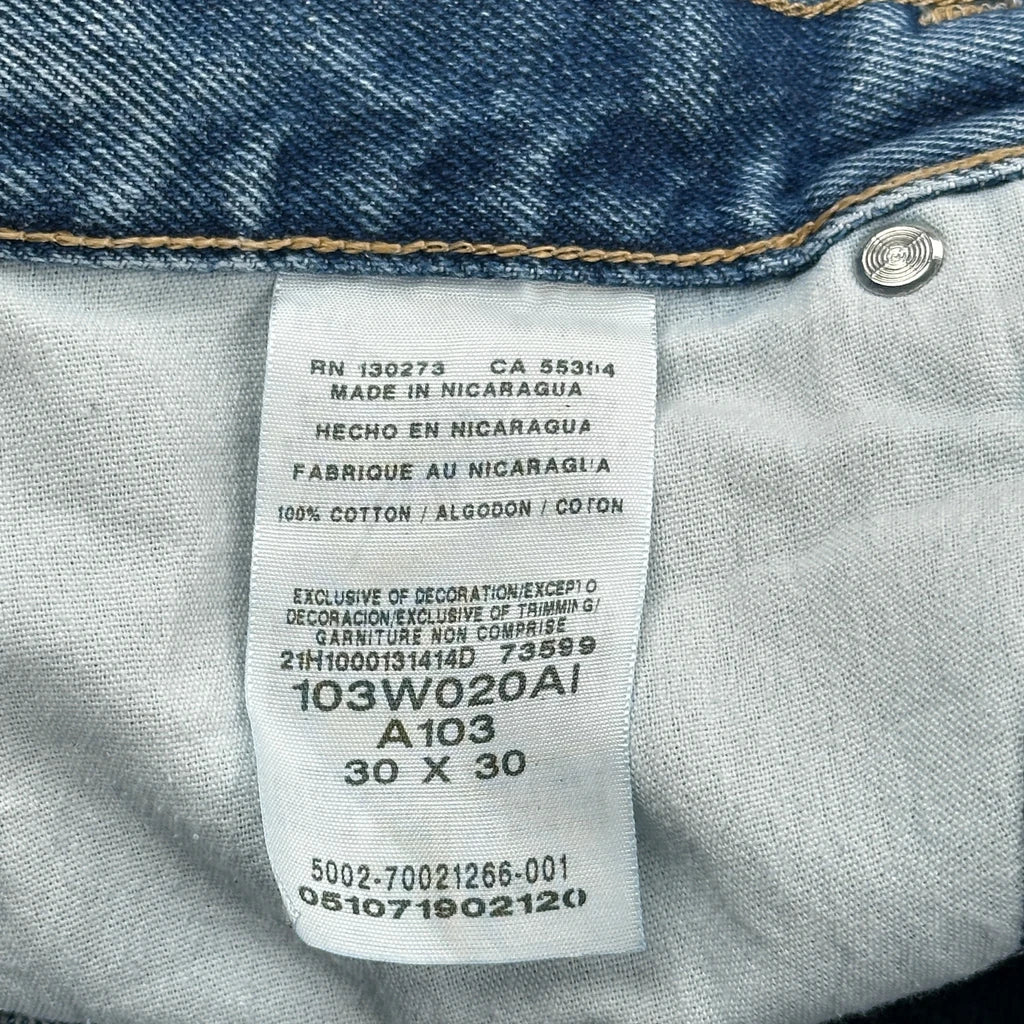 RN 130273 CA 55394
MADE IN NICARAGUA
HECHO EN NICARAGUA
FABRIQUE AU NICARAGUA
100% COTTON / ALGODON / COTON
EXCLUSIVE OF DECORATION/EXCEPTO
DECORACION/EXCLUSIVE OF TRIMMING/
GARNITURE NON COMPRISE
21H1000131414D 73599
103W020AI
A103
30 X 30
5002-70021266-001
051071902120